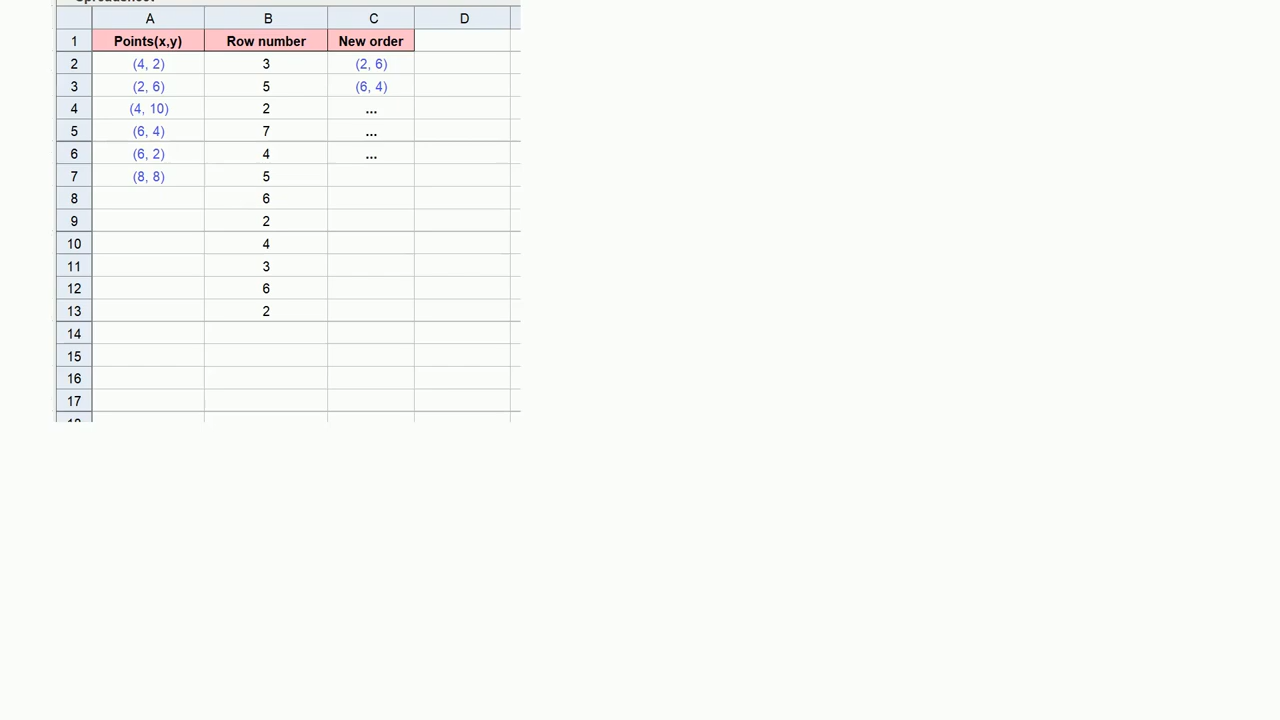 A B C D
1 Points(x,y) Row number New order
2 (4, 2) 3 (2, 6)
3 (2, 6) 5 (6, 4)
4 (4, 10) 2 ...
5 (6, 4) 7 ...
6 (6, 2) 4 ...
7 (8, 8) 5
8 6
9 2
10 4
11 3
12 6
13 2
14
15
16
17